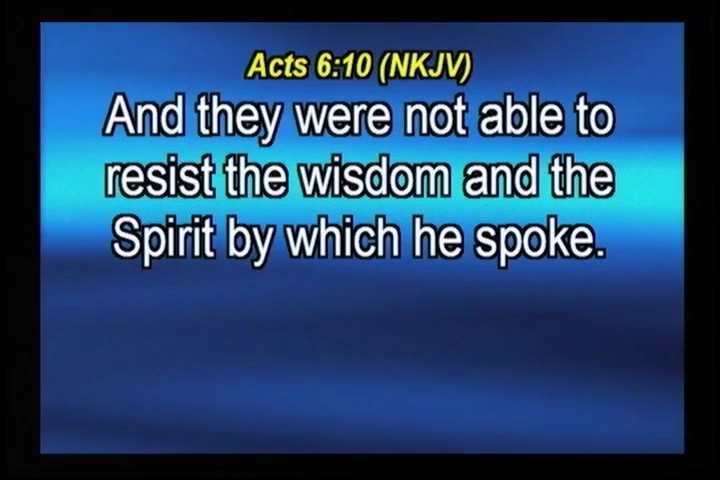 Acts 6:10 (NKJV)
And they were not able to
resist the wisdom and the
Spirit by which he spoke.